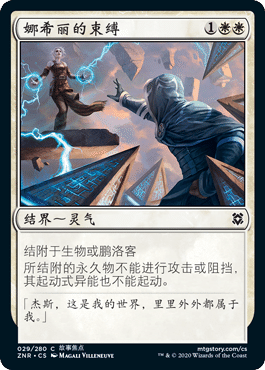 娜希丽的束缚 1
结界～灵气
结附于生物或鹏洛客
所结附的永久物不能进行攻击或阻挡，
其起动式异能也不能起动。
「杰斯，这是我的世界，里里外外都属于
我。」
029/280 C 故事焦点
ZNR • CS MAGALI VILLENEUVE
mtgstory.com/cs
™ & © 2020 Wizards of the Coast